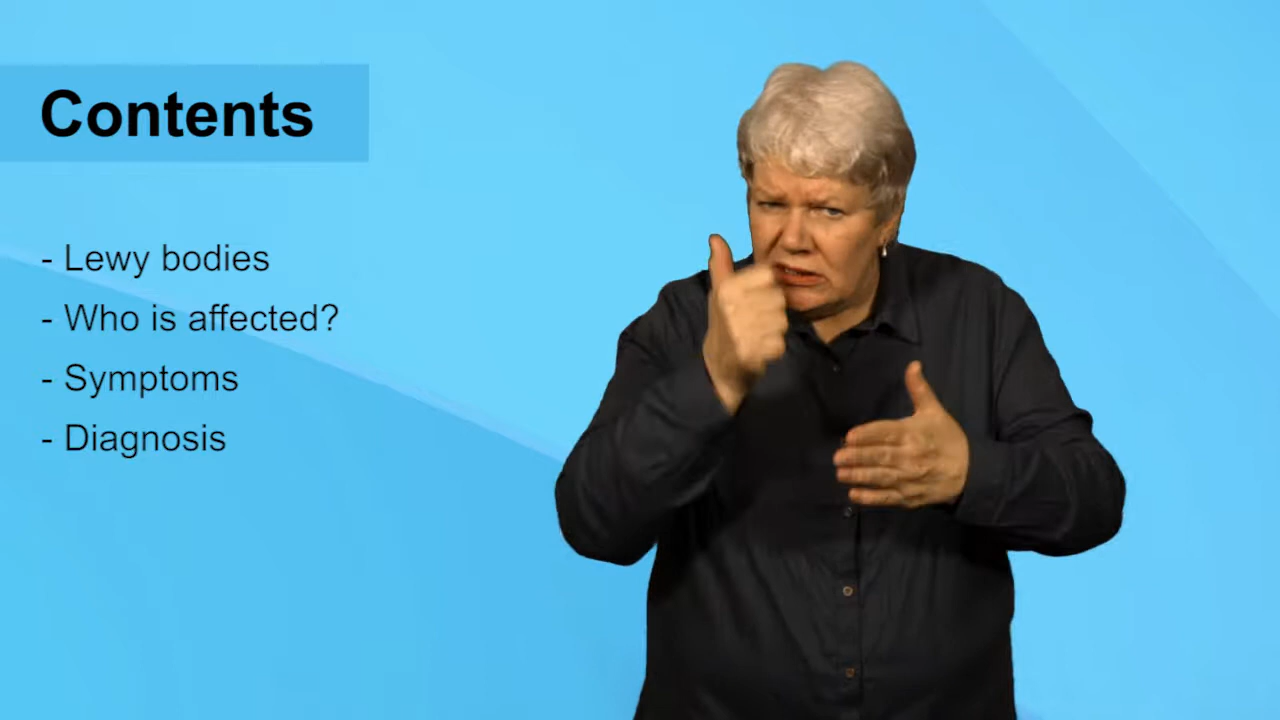 Contents
- Lewy bodies
- Who is affected?
- Symptoms
- Diagnosis